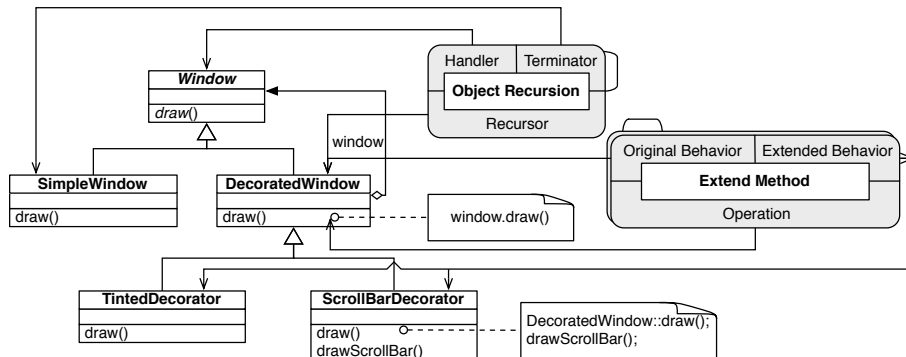 Handler Terminator
Object Recursion
Recursor
Window
draw()
window
Original Behavior Extended Behavior
Extend Method
Operation
SimpleWindow
draw()
DecoratedWindow
draw()
window.draw()
TintedDecorator
draw()
ScrollBarDecorator
draw()
drawScrollBar()
DecoratedWindow::draw();
drawScrollBar();